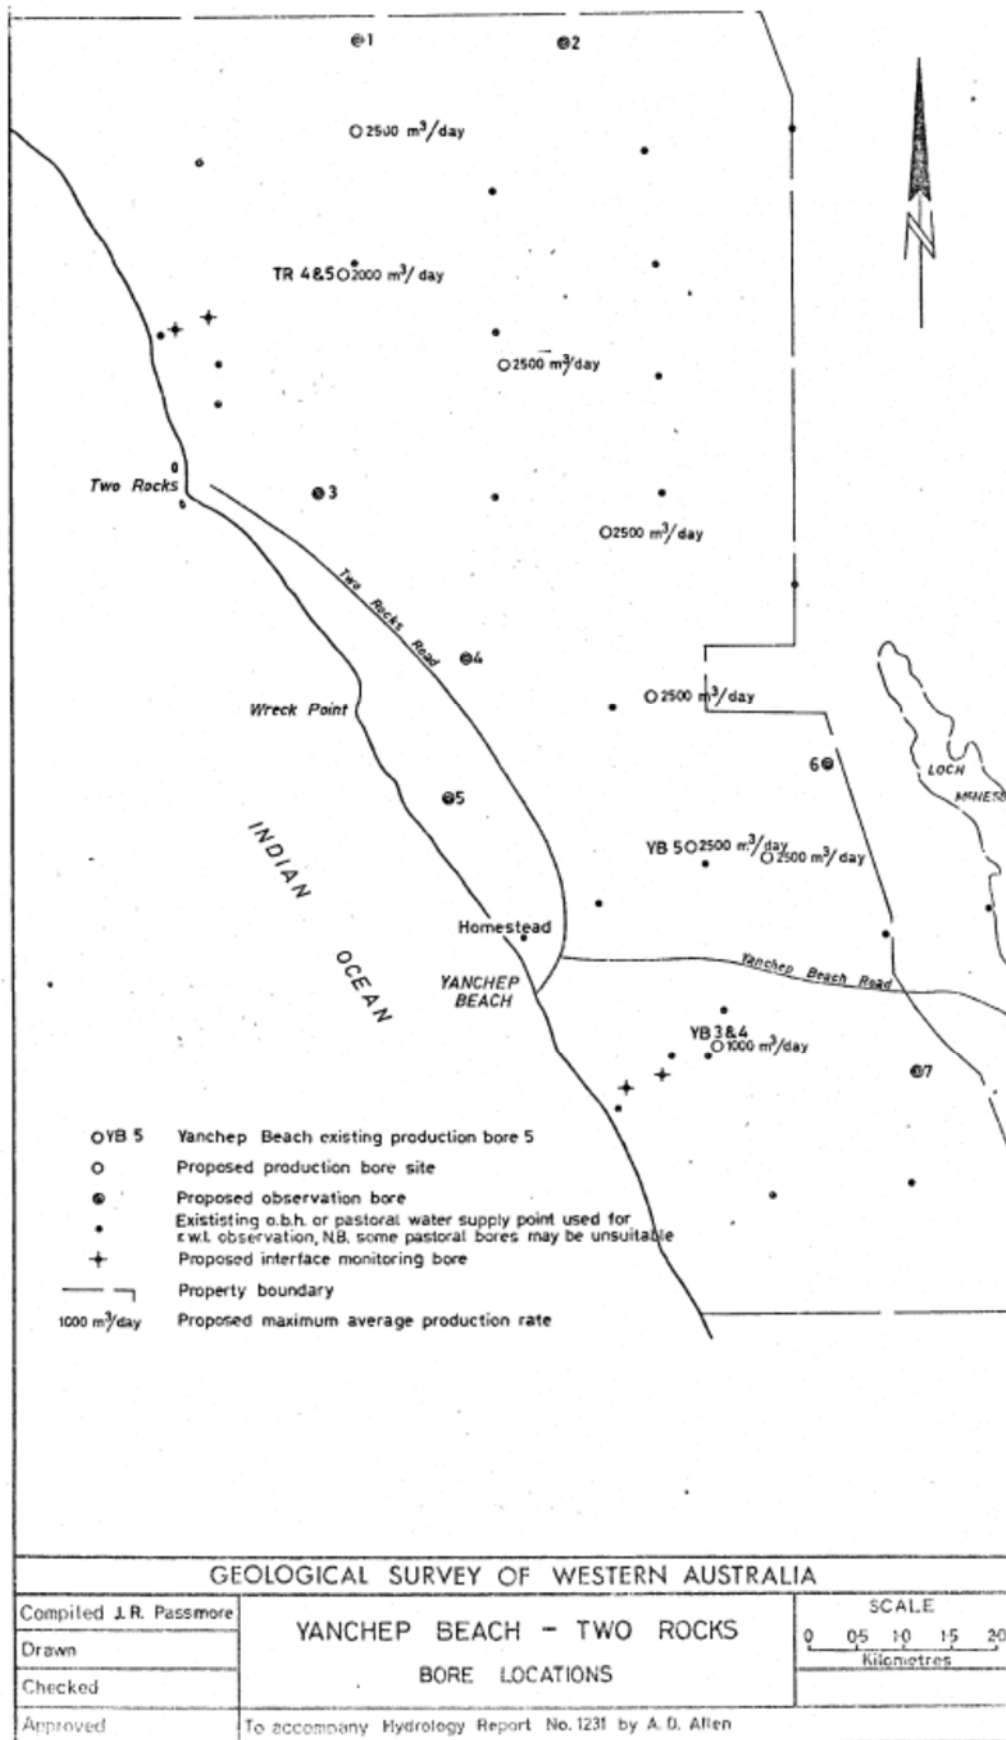 1
2
2500 m³/day
TR 4&5 2000 m³/day
2500 m³/day
Two Rocks
3
2500 m³/day
Two Rocks Road
4
2500 m³/day
Wreck Point
6
LOCH
McNESS
5
INDIAN OCEAN
YB 5 2500 m³/day
2500 m³/day
Homestead
YANCHEP
BEACH
Yanchep Beach Road
YB 3&4
1000 m³/day
7
YB 5 Yanchep Beach existing production bore 5
Proposed production bore site
Proposed observation bore
Exististing o.b.h. or pastoral water supply point used for
r.w.l. observation, N.B. some pastoral bores may be unsuitable
Proposed interface monitoring bore
Property boundary
1000 m³/day Proposed maximum average production rate
GEOLOGICAL SURVEY OF WESTERN AUSTRALIA
Compiled J. R. Passmore
Drawn
Checked
Approved
YANCHEP BEACH - TWO ROCKS
BORE LOCATIONS
To accompany Hydrology Report No. 1231 by A. D. Allen
SCALE
0 0·5 1·0 1·5 2·0
Kilometres
N